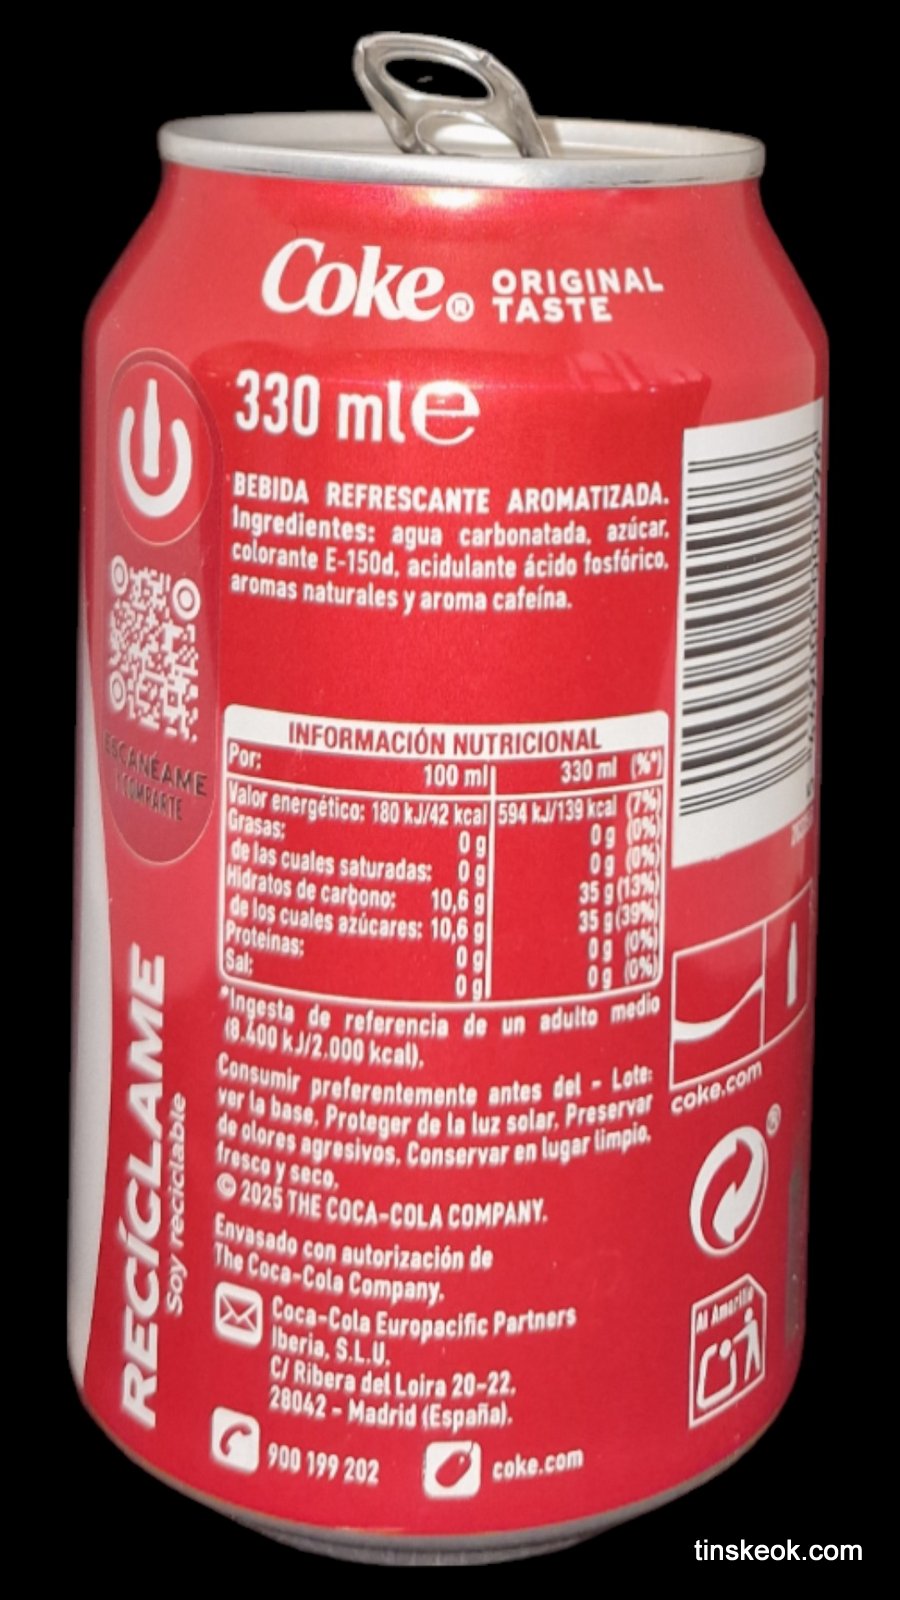 Coke® ORIGINAL
TASTE
330 ml e
BEBIDA REFRESCANTE AROMATIZADA.
Ingredientes: agua carbonatada, azúcar,
colorante E-150d, acidulante ácido fosfórico,
aromas naturales y aroma cafeína.
ESCANÉAME
Y COMPARTE
INFORMACIÓN NUTRICIONAL
Por: 100 ml 330 ml (%*)
Valor energético: 180 kJ/42 kcal 594 kJ/139 kcal (7%)
Grasas: 0 g 0 g (0%)
de las cuales saturadas: 0 g 0 g (0%)
Hidratos de carbono: 10,6 g 35 g (13%)
de los cuales azúcares: 10,6 g 35 g (39%)
Proteínas: 0 g 0 g (0%)
Sal: 0 g 0 g (0%)
*Ingesta de referencia de un adulto medio
(8.400 kJ/2.000 kcal).
Consumir preferentemente antes del - Lote:
ver la base. Proteger de la luz solar. Preservar
de olores agresivos. Conservar en lugar limpio,
fresco y seco.
© 2025 THE COCA-COLA COMPANY.
Envasado con autorización de
The Coca-Cola Company.
Coca-Cola Europacific Partners
Iberia, S.L.U.
C/ Ribera del Loira 20-22.
28042 - Madrid (España).
900 199 202 coke.com
RECÍCLAME
Soy reciclable
coke.com
®
Al Amarillo
tinskeok.com